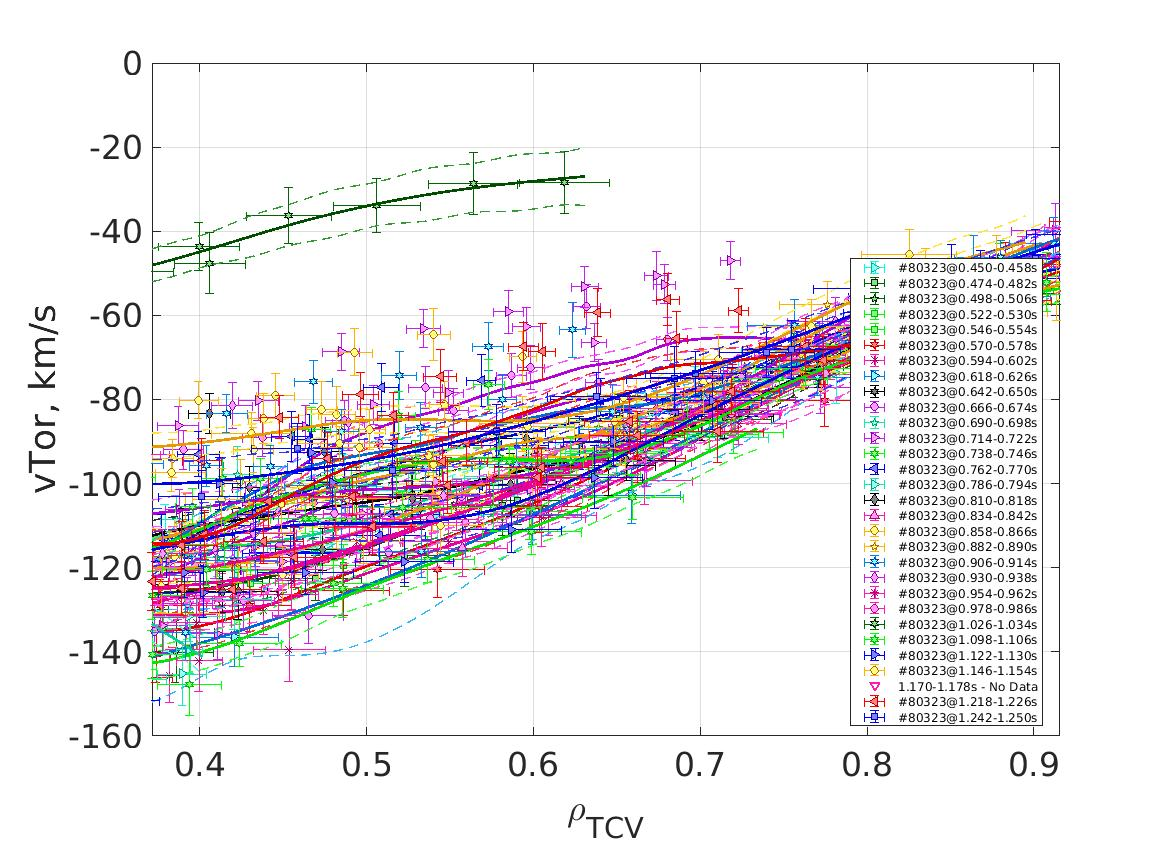 0
-20
-40
-60
-80
-100
-120
-140
-160
vTor, km/s
0.4
0.5
0.6
0.7
0.8
0.9
ρTCV
#80323@0.450-0.458s
#80323@0.474-0.482s
#80323@0.498-0.506s
#80323@0.522-0.530s
#80323@0.546-0.554s
#80323@0.570-0.578s
#80323@0.594-0.602s
#80323@0.618-0.626s
#80323@0.642-0.650s
#80323@0.666-0.674s
#80323@0.690-0.698s
#80323@0.714-0.722s
#80323@0.738-0.746s
#80323@0.762-0.770s
#80323@0.786-0.794s
#80323@0.810-0.818s
#80323@0.834-0.842s
#80323@0.858-0.866s
#80323@0.882-0.890s
#80323@0.906-0.914s
#80323@0.930-0.938s
#80323@0.954-0.962s
#80323@0.978-0.986s
#80323@1.026-1.034s
#80323@1.098-1.106s
#80323@1.122-1.130s
#80323@1.146-1.154s
1.170-1.178s - No Data
#80323@1.218-1.226s
#80323@1.242-1.250s